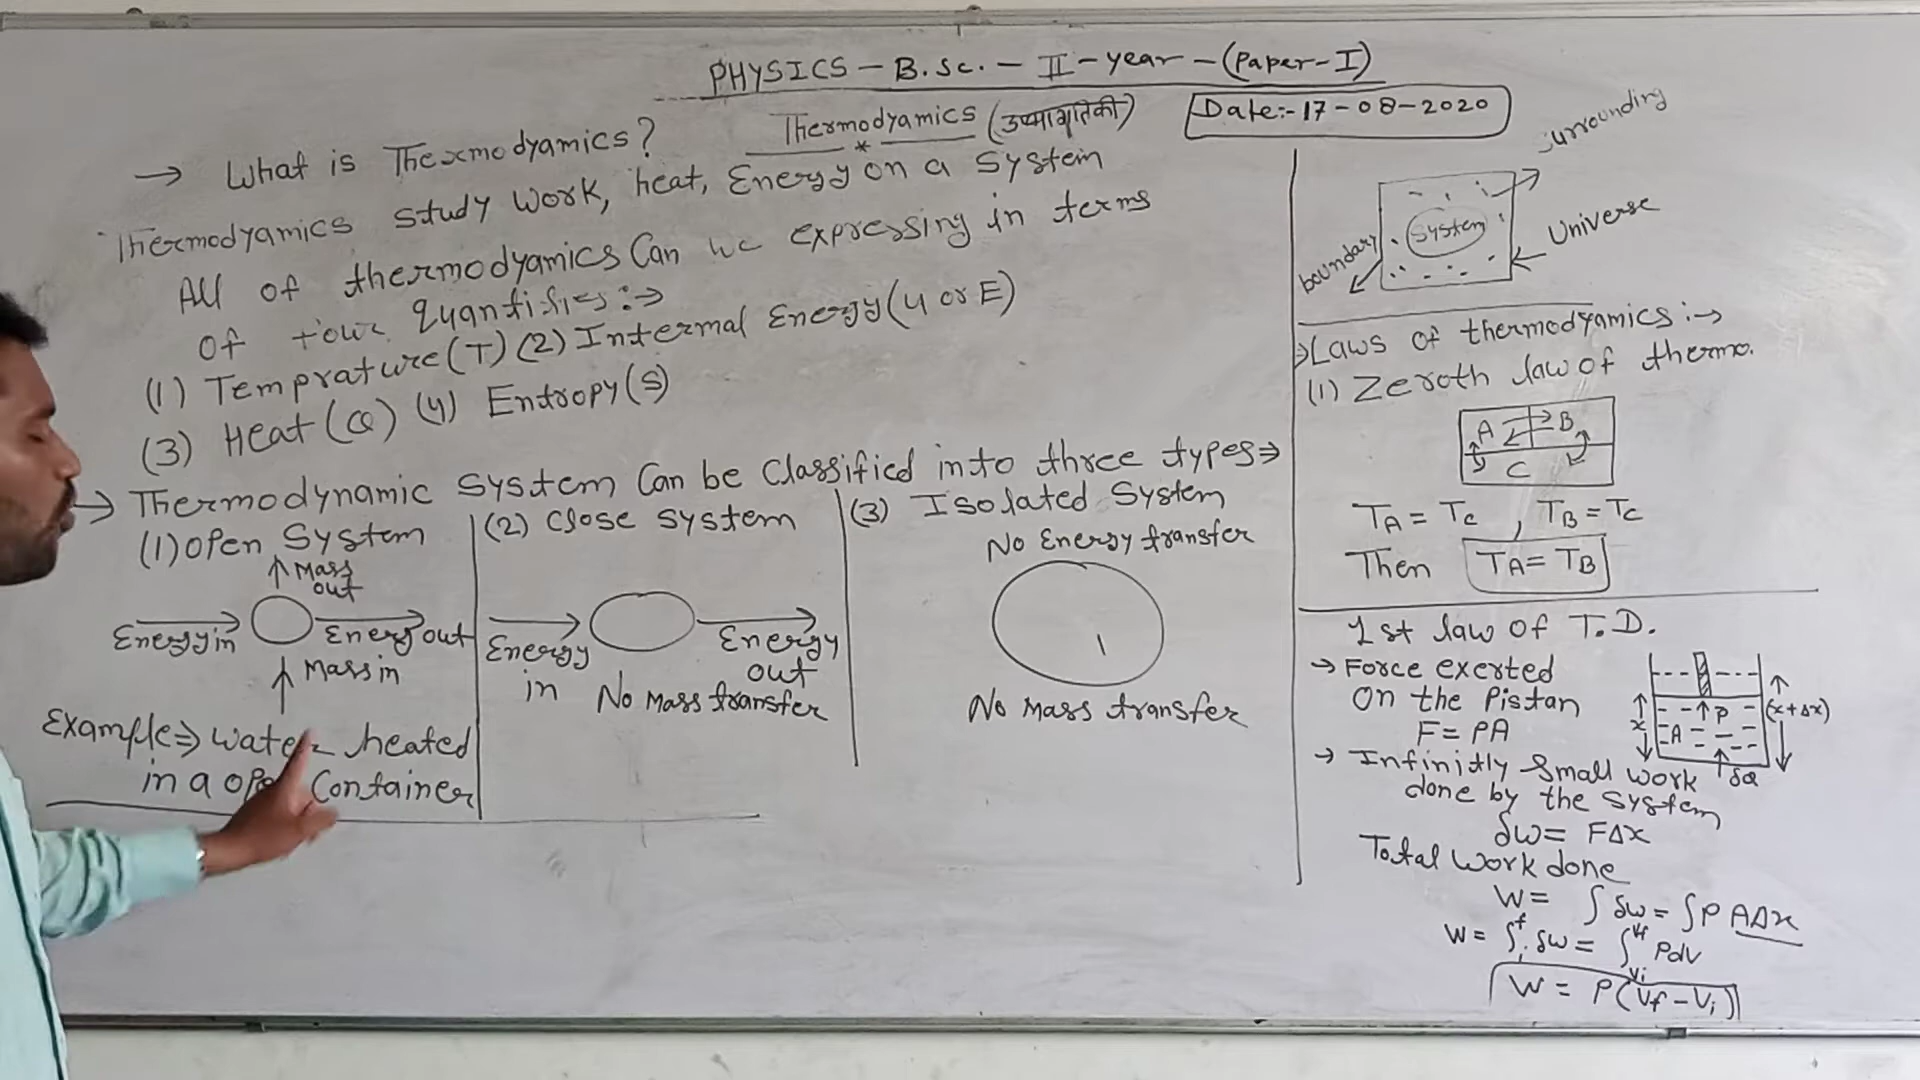 PHYSICS - B.Sc. - II - year - (Paper-I)
Thermodyamics (उष्मागतिकी)
Date:- 17-08-2020
→ What is Thermodyamics?
Thermodyamics study work, heat, Energy on a system
All of thermodyamics Can we expressing in terms
of four quantities :→
(1) Temprature (T) (2) Internal Energy (U or E)
(3) Heat (Q) (4) Entropy (S)
→ Thermodynamic System Can be Classified into three types ⇒
(1) Open System
Mass out
Energy in
Energy out
Mass in
Example ⇒ Water heated
in a open Container
(2) Close system
Energy in
Energy out
No Mass transfer
(3) Isolated System
No Energy transfer
No Mass transfer
Surrounding
System
boundary
Universe
→ Laws of thermodyamics :→
(1) Zeroth law of thermo.
A B
C
TA = TC , TB = TC
Then TA = TB
1st law of T.D.
→ Force exerted
On the Pistan
F = PA
x
P
A
(x+Δx)
δQ
→ Infinitly Small work
done by the system
δw = FΔx
Total work done
W = ∫ δw = ∫ P AΔx
W = ∫i^f δw = ∫Vi^Vf PdV
W = P(Vf - Vi)